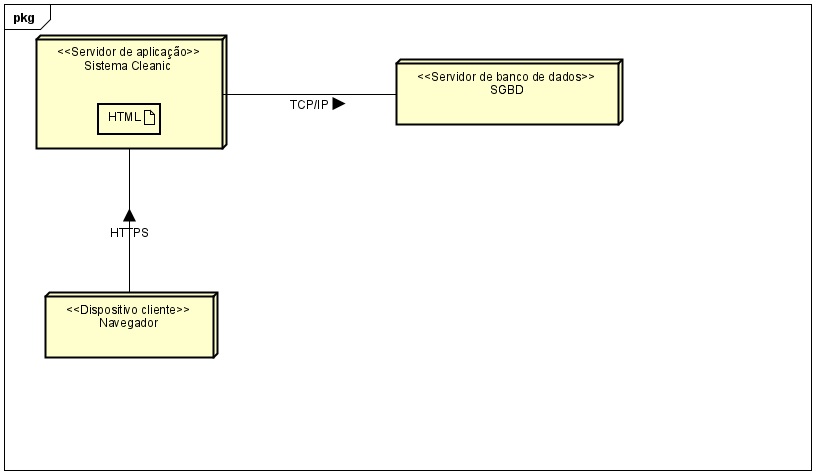 pkg
<<Servidor de aplicação>>
Sistema Cleanic
HTML
<<Servidor de banco de dados>>
SGBD
TCP/IP
HTTPS
<<Dispositivo cliente>>
Navegador